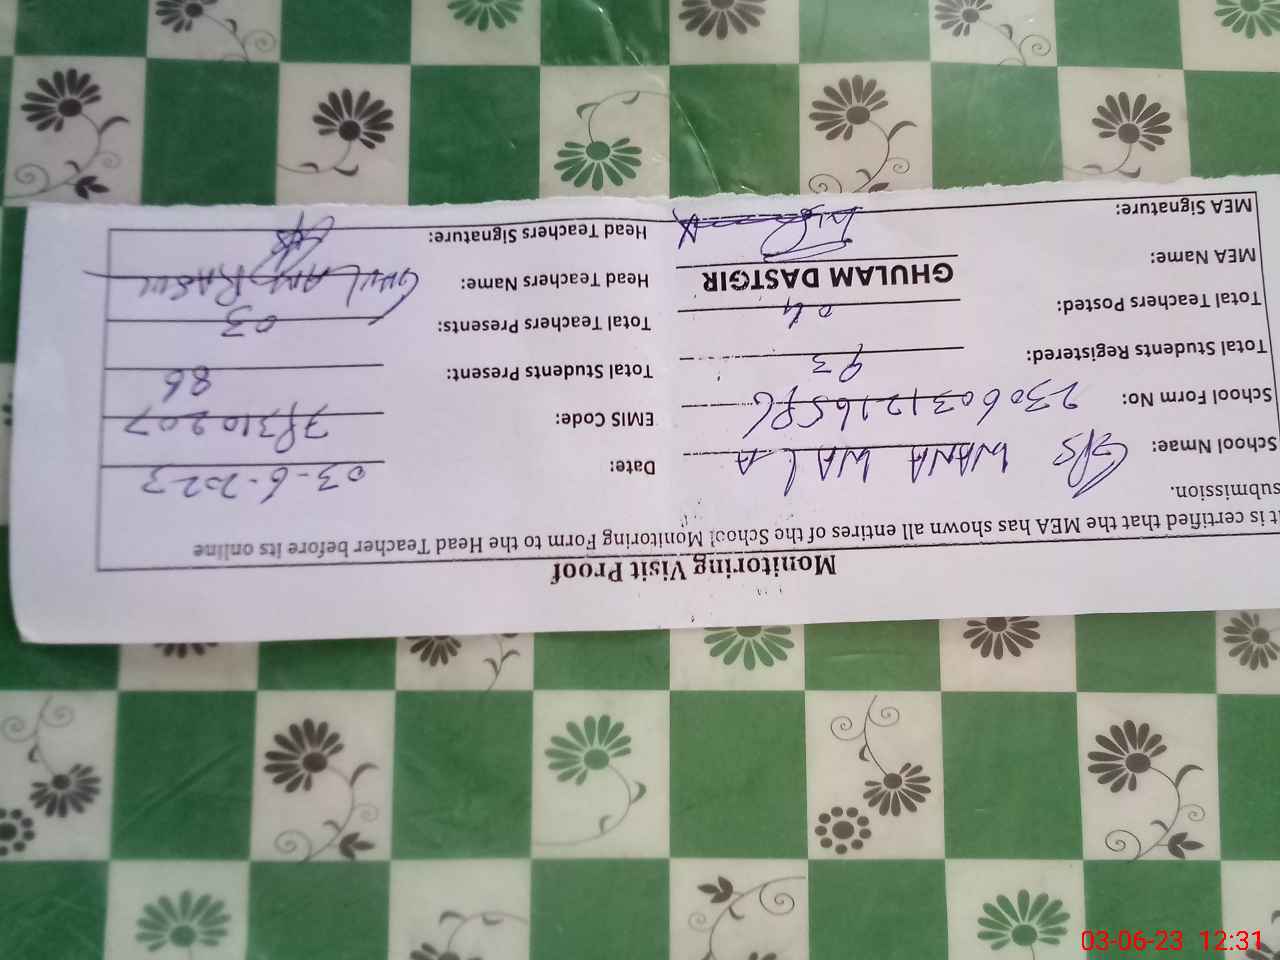 Monitoring Visit Proof
it is certified that the MEA has shown all entires of the School Monitoring Form to the Head Teacher before its online
submission.
School Nmae: GPS WANA WALA Date: 03-6-2023
School Form No: EMIS Code:
Total Students Registered: 93 Total Students Present: 86
Total Teachers Posted: 04 Total Teachers Presents: 03
MEA Name: GHULAM DASTGIR Head Teachers Name: GHULAM RASUL
MEA Signature: Head Teachers Signature:
03-06-23 12:31